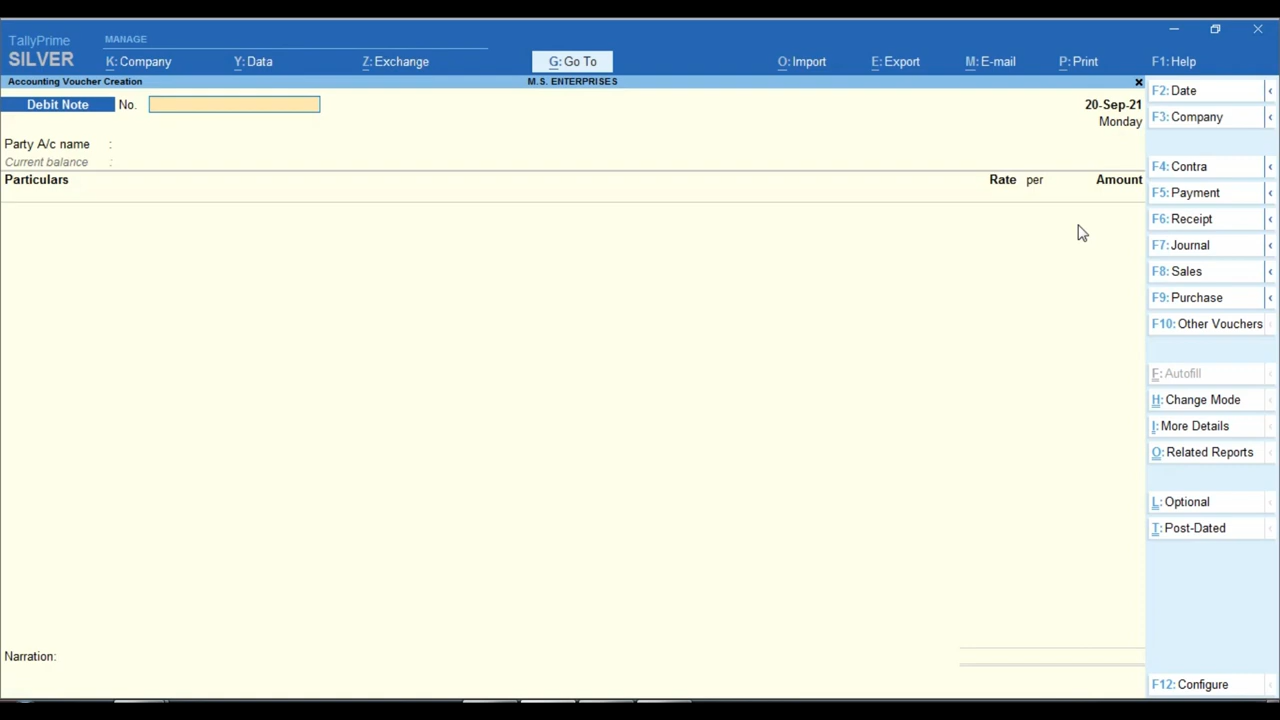 TallyPrime
SILVER
MANAGE
K: Company
Y: Data
Z: Exchange
G: Go To
O: Import
E: Export
M: E-mail
P: Print
F1: Help
Accounting Voucher Creation
M.S. ENTERPRISES
Debit Note No.
20-Sep-21
Monday
Party A/c name :
Current balance :
Particulars Rate per Amount
Narration:
F2: Date
F3: Company
F4: Contra
F5: Payment
F6: Receipt
F7: Journal
F8: Sales
F9: Purchase
F10: Other Vouchers
F: Autofill
H: Change Mode
I: More Details
O: Related Reports
L: Optional
T: Post-Dated
F12: Configure